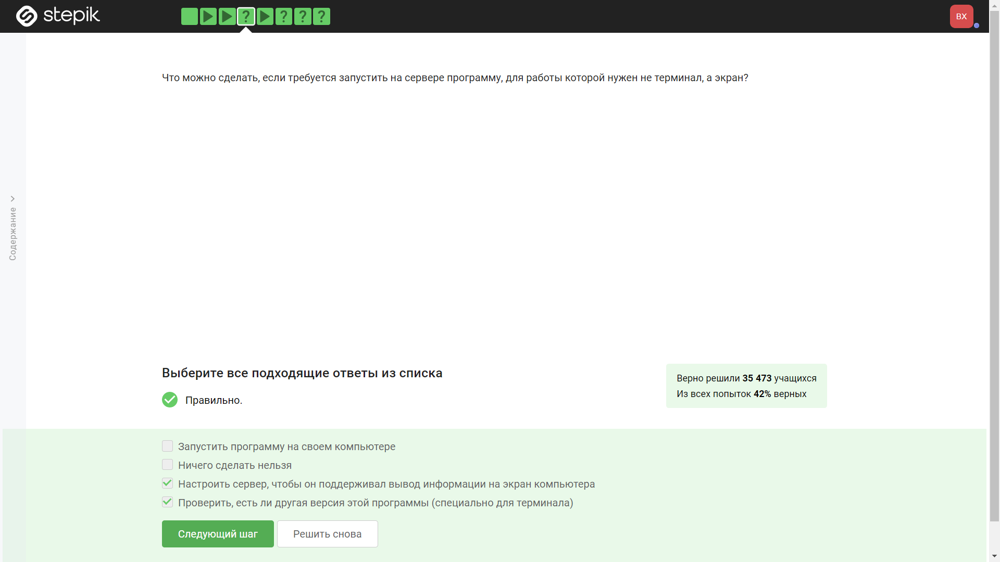 stepik
? ? ? ?
BX
Содержание
Что можно сделать, если требуется запустить на сервере программу, для работы которой нужен не терминал, а экран?
Выберите все подходящие ответы из списка
Правильно.
Верно решили 35 473 учащихся
Из всех попыток 42% верных
Запустить программу на своем компьютере
Ничего сделать нельзя
Настроить сервер, чтобы он поддерживал вывод информации на экран компьютера
Проверить, есть ли другая версия этой программы (специально для терминала)
Следующий шаг
Решить снова